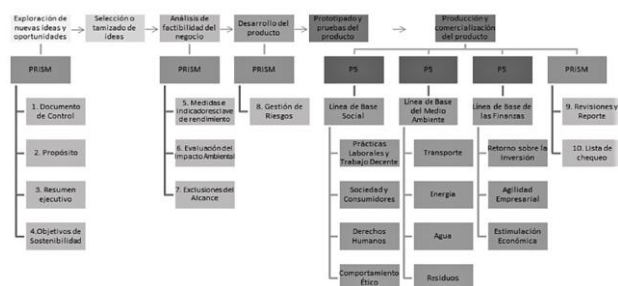 Exploración de
nuevas ideas y
oportunidades
Selección o
tamizado de
ideas
Análisis de
factibilidad del
negocio
Desarrollo del
producto
Prototipado y
pruebas del
producto
Producción y
comercialización
del producto
PRISM
PRISM
PRISM
P5
P5
P5
PRISM
1. Documento
de Control
2. Propósito
3. Resumen
ejecutivo
4.Objetivos de
Sostenibilidad
5. Medidas e
indicadores clave
de rendimiento
6. Evaluación del
Impacto Ambiental
7. Exclusiones del
Alcance
8. Gestión de
Riesgos
Línea de Base
Social
Prácticas
Laborales y
Trabajo Decente
Sociedad y
Consumidores
Derechos
Humanos
Comportamiento
Ético
Línea de Base
del Medio
Ambiente
Transporte
Energía
Agua
Residuos
Línea de Base de
las Finanzas
Retorno sobre la
Inversión
Agilidad
Empresarial
Estimulación
Económica
9. Revisiones y
Reporte
10. Lista de
chequeo